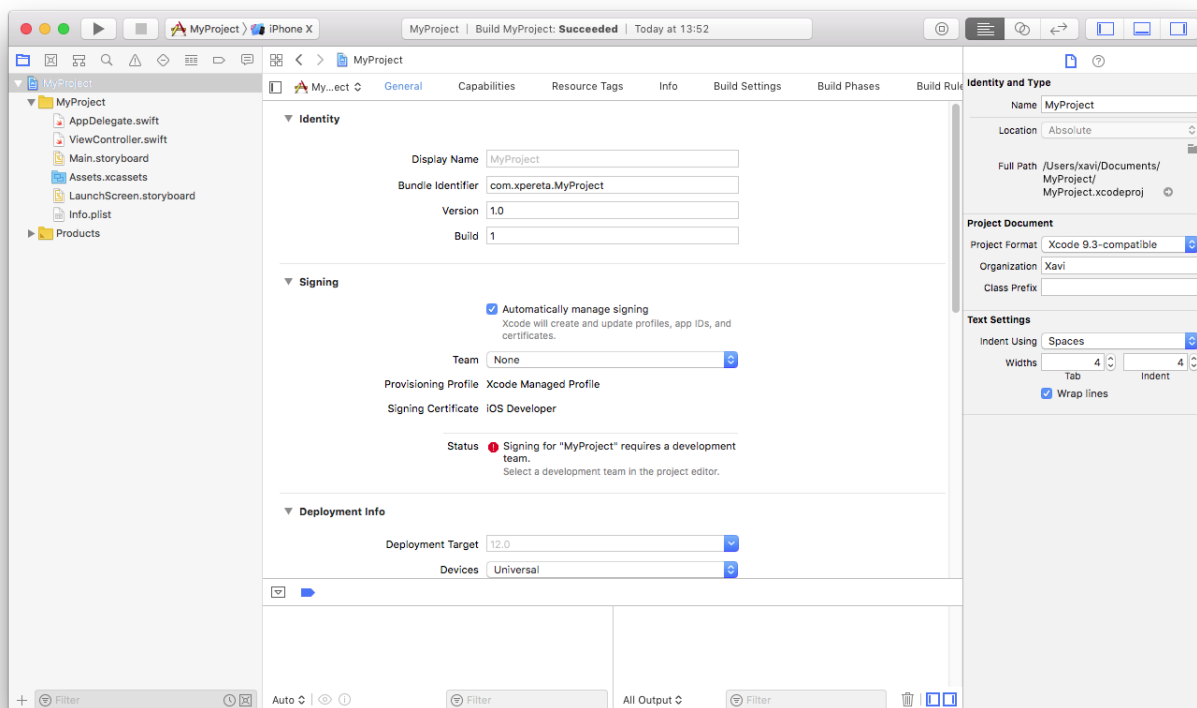 MyProject 〉 iPhone X
MyProject | Build MyProject: Succeeded | Today at 13:52
MyProject
MyProject
AppDelegate.swift
ViewController.swift
Main.storyboard
Assets.xcassets
LaunchScreen.storyboard
Info.plist
Products
Filter
MyProject
My...ect General Capabilities Resource Tags Info Build Settings Build Phases Build Rule
Identity
Display Name MyProject
Bundle Identifier com.xpereta.MyProject
Version 1.0
Build 1
Signing
Automatically manage signing
Xcode will create and update profiles, app IDs, and
certificates.
Team None
Provisioning Profile Xcode Managed Profile
Signing Certificate iOS Developer
Status Signing for "MyProject" requires a development
team.
Select a development team in the project editor.
Deployment Info
Deployment Target 12.0
Devices Universal
Auto Filter
All Output Filter
Identity and Type
Name MyProject
Location Absolute
Full Path /Users/xavi/Documents/
MyProject/
MyProject.xcodeproj
Project Document
Project Format Xcode 9.3-compatible
Organization Xavi
Class Prefix
Text Settings
Indent Using Spaces
Widths 4 4
Tab Indent
Wrap lines